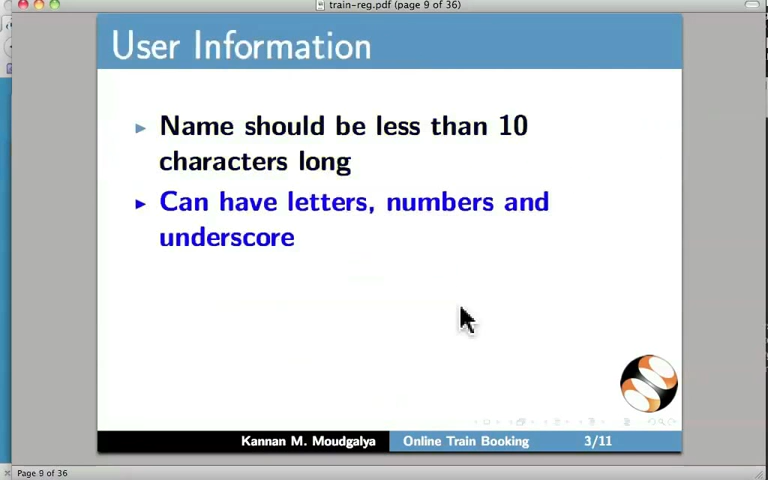 train-reg.pdf (page 9 of 36)
User Information
Name should be less than 10
characters long
Can have letters, numbers and
underscore
Kannan M. Moudgalya Online Train Booking 3/11
Page 9 of 36